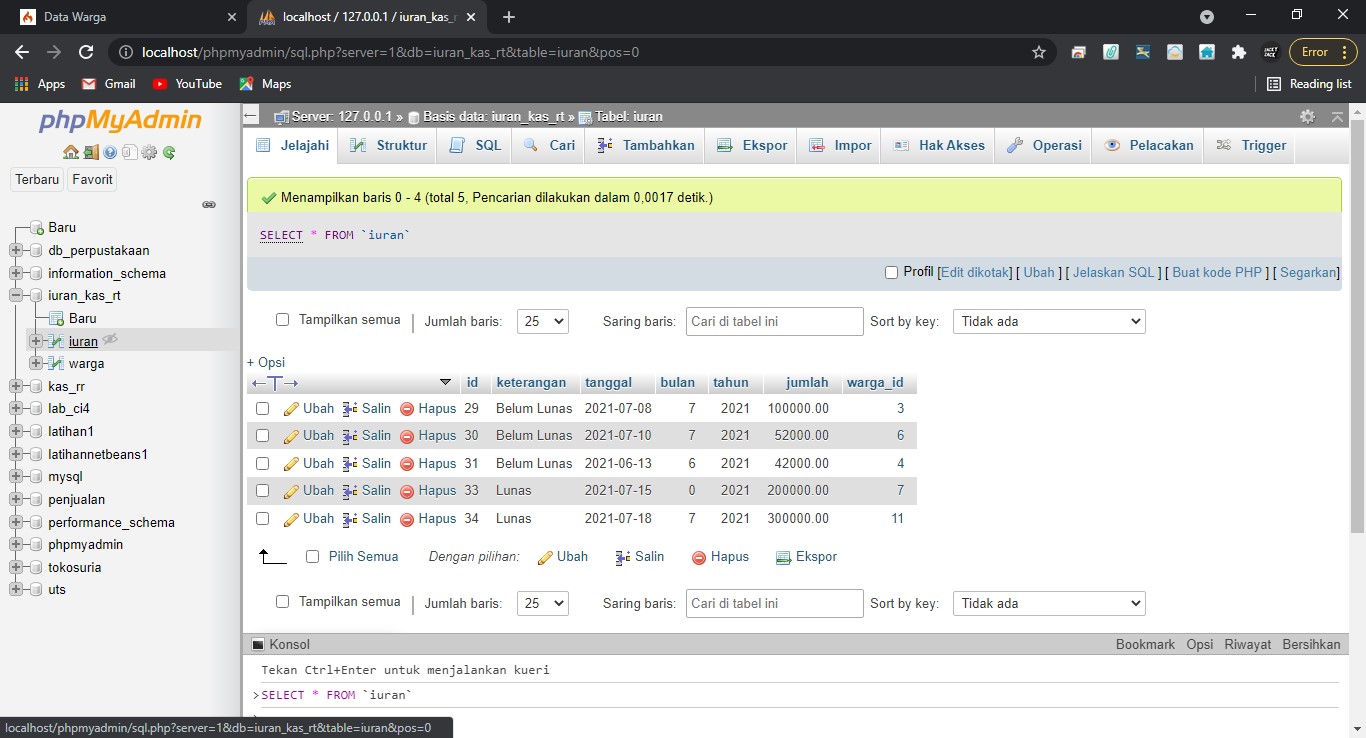 Data Warga
localhost / 127.0.0.1 / iuran_kas_r
localhost/phpmyadmin/sql.php?server=1&db=iuran_kas_rt&table=iuran&pos=0
Error
Apps Gmail YouTube Maps
Reading list
phpMyAdmin
Terbaru Favorit
Baru
db_perpustakaan
information_schema
iuran_kas_rt
Baru
iuran
warga
kas_rr
lab_ci4
latihan1
latihannetbeans1
mysql
penjualan
performance_schema
phpmyadmin
tokosuria
uts
Server: 127.0.0.1 » Basis data: iuran_kas_rt » Tabel: iuran
Jelajahi Struktur SQL Cari Tambahkan Ekspor Impor Hak Akses Operasi Pelacakan Trigger
Menampilkan baris 0 - 4 (total 5, Pencarian dilakukan dalam 0,0017 detik.)
SELECT * FROM `iuran`
Profil [Edit dikotak] [ Ubah ] [ Jelaskan SQL ] [ Buat kode PHP ] [ Segarkan]
Tampilkan semua | Jumlah baris: 25 Saring baris: Cari di tabel ini Sort by key: Tidak ada
+ Opsi
←T→ id keterangan tanggal bulan tahun jumlah warga_id
Ubah Salin Hapus 29 Belum Lunas 2021-07-08 7 2021 100000.00 3
Ubah Salin Hapus 30 Belum Lunas 2021-07-10 7 2021 52000.00 6
Ubah Salin Hapus 31 Belum Lunas 2021-06-13 6 2021 42000.00 4
Ubah Salin Hapus 33 Lunas 2021-07-15 0 2021 200000.00 7
Ubah Salin Hapus 34 Lunas 2021-07-18 7 2021 300000.00 11
Pilih Semua Dengan pilihan: Ubah Salin Hapus Ekspor
Tampilkan semua | Jumlah baris: 25 Saring baris: Cari di tabel ini Sort by key: Tidak ada
Konsol Bookmark Opsi Riwayat Bersihkan
Tekan Ctrl+Enter untuk menjalankan kueri
>SELECT * FROM `iuran`
>
localhost/phpmyadmin/sql.php?server=1&db=iuran_kas_rt&table=iuran&pos=0